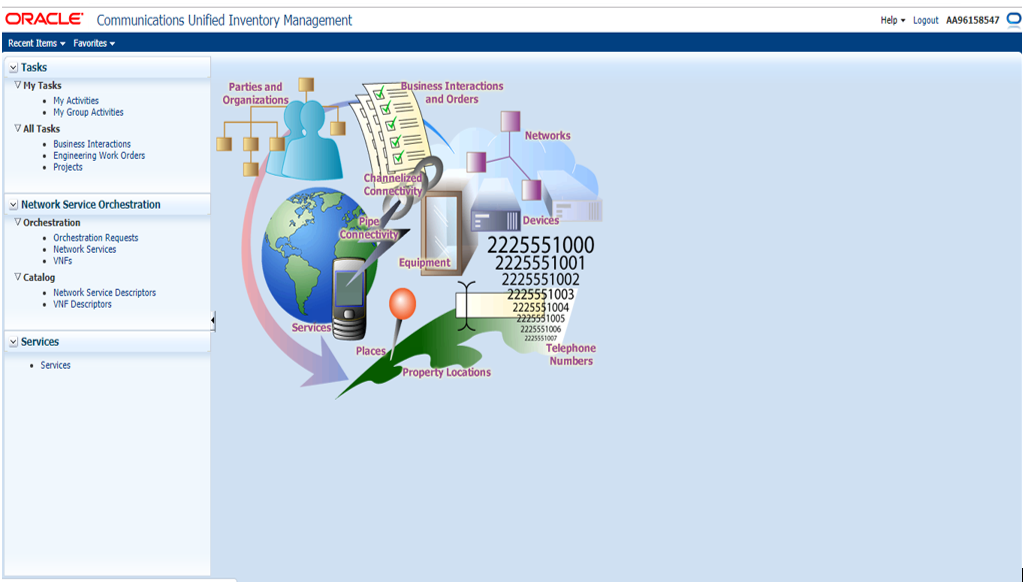 ORACLE Communications Unified Inventory Management
Help Logout AA96158547
Recent Items Favorites
Tasks
My Tasks
My Activities
My Group Activities
All Tasks
Business Interactions
Engineering Work Orders
Projects
Network Service Orchestration
Orchestration
Orchestration Requests
Network Services
VNFs
Catalog
Network Service Descriptors
VNF Descriptors
Services
Services
Parties and
Organizations
Business Interactions
and Orders
Networks
Channelized
Connectivity
Pipe
Connectivity
Devices
Equipment
2225551000
2225551001
2225551002
2225551003
2225551004
2225551005
2225551006
2225551007
Services
Places
Telephone
Numbers
Property Locations